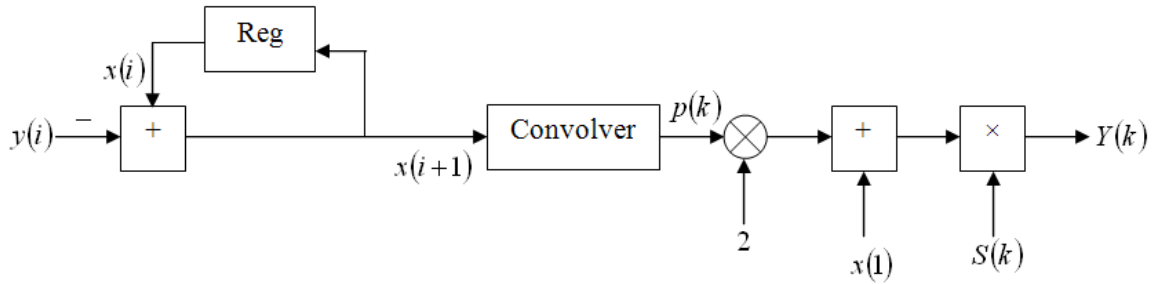 Reg
x(i)
−
y(i)
+
x(i+1)
Convolver
p(k)
2
+
x(1)
×
S(k)
Y(k)